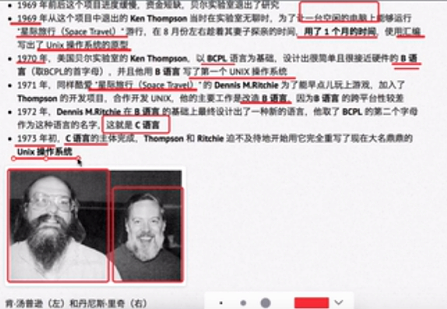 1969 年前后这个项目进度缓慢，资金短缺，贝尔实验室退出了研究
1969 年从这个项目中退出的 Ken Thompson 当时在实验室无聊时，为了让一台空闲的电脑上能够运行
"星际旅行（Space Travel）" 游行，在 8 月份左右趁着其妻子探亲的时间，用了 1 个月的时间，使用汇编
写出了 Unix 操作系统的原型
1970 年，美国贝尔实验室的 Ken Thompson，以 BCPL 语言为基础，设计出很简单且很接近硬件的 B 语
言（取BCPL的首字母），并且他用 B 语言 写了第一个 UNIX 操作系统
1971 年，同样酷爱 "星际旅行（Space Travel）" 的 Dennis M.Ritchie 为了能早点儿玩上游戏，加入了
Thompson 的开发项目，合作开发 UNIX，他的主要工作是改造 B 语言，因为B 语言 的跨平台性较差
1972 年，Dennis M.Ritchie 在 B 语言 的基础上最终设计出了一种新的语言，他取了 BCPL 的第二个字母
作为这种语言的名字，这就是 C 语言
1973 年初，C 语言的主体完成，Thompson 和 Ritchie 迫不及待地开始用它完全重写了现在大名鼎鼎的
Unix 操作系统
肯·汤普逊（左）和丹尼斯·里奇（右）